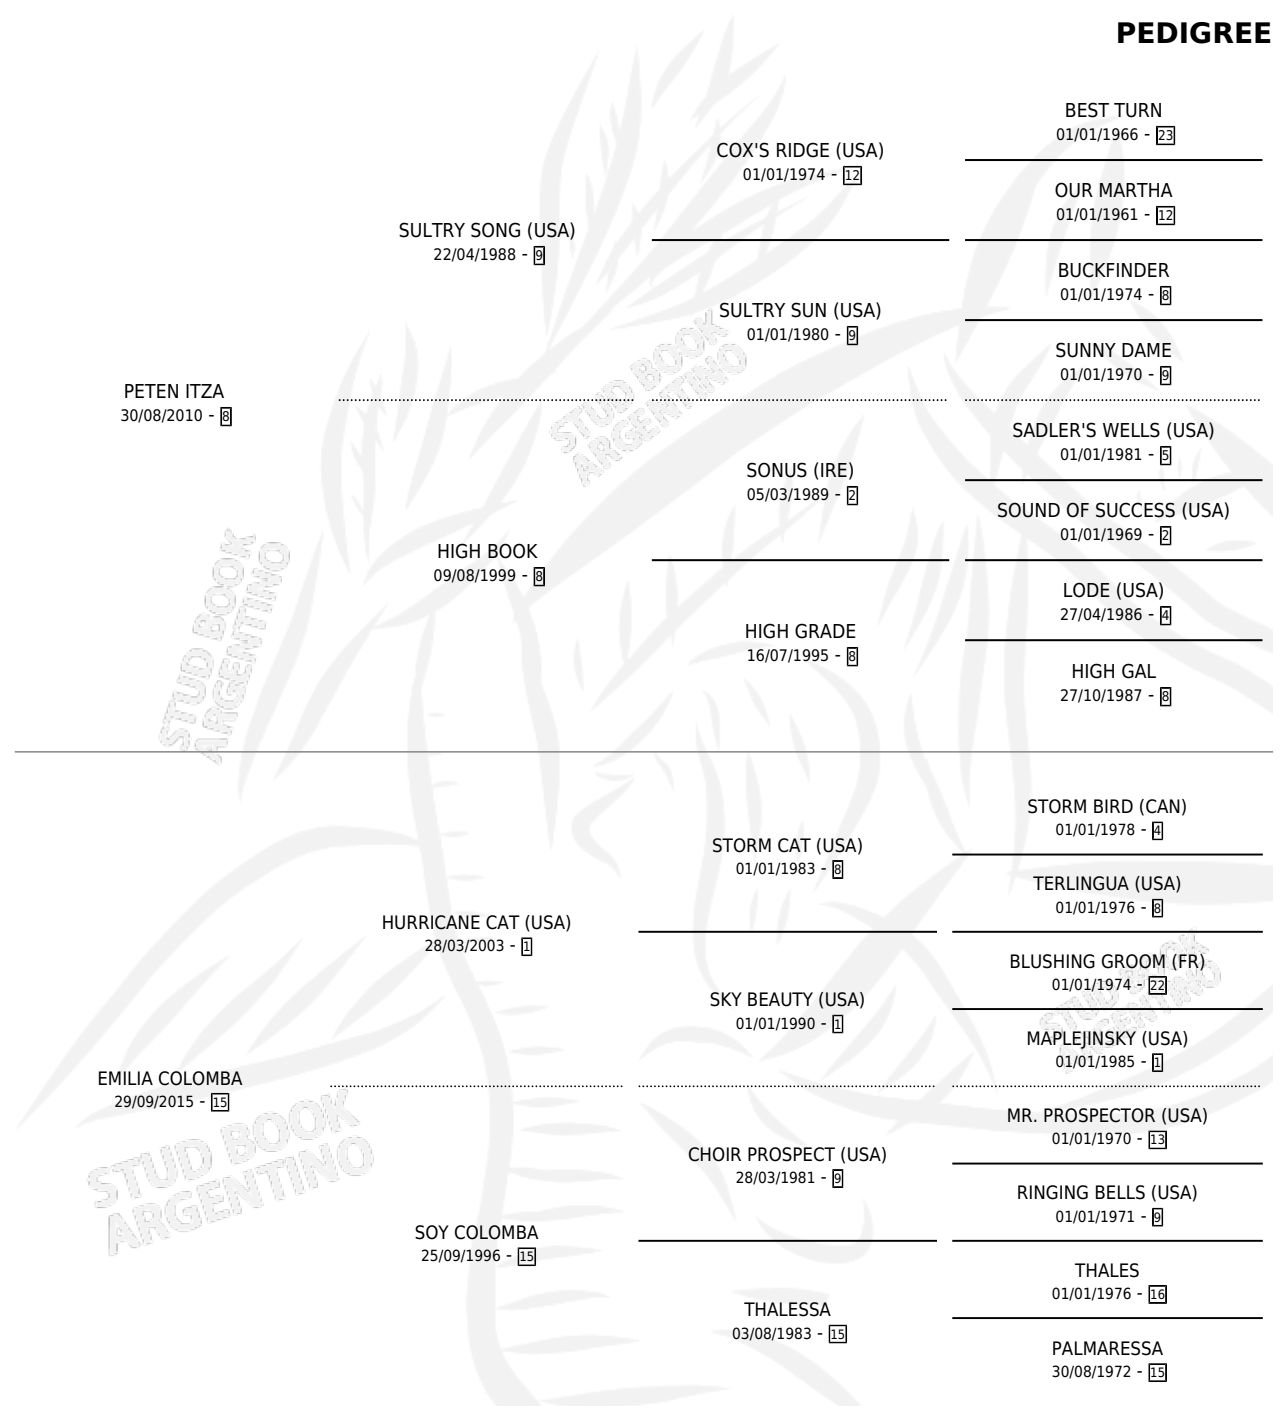 PEDIGREE
BEST TURN
01/01/1966 - 23
COX'S RIDGE (USA)
01/01/1974 - 12
OUR MARTHA
01/01/1961 - 12
SULTRY SONG (USA)
22/04/1988 - 9
BUCKFINDER
01/01/1974 - 8
SULTRY SUN (USA)
01/01/1980 - 9
SUNNY DAME
01/01/1970 - 9
PETEN ITZA
30/08/2010 - 8
SADLER'S WELLS (USA)
01/01/1981 - 5
SONUS (IRE)
05/03/1989 - 2
SOUND OF SUCCESS (USA)
01/01/1969 - 2
HIGH BOOK
09/08/1999 - 8
LODE (USA)
27/04/1986 - 4
HIGH GRADE
16/07/1995 - 8
HIGH GAL
27/10/1987 - 8
STORM BIRD (CAN)
01/01/1978 - 4
STORM CAT (USA)
01/01/1983 - 8
TERLINGUA (USA)
01/01/1976 - 8
HURRICANE CAT (USA)
28/03/2003 - 1
BLUSHING GROOM (FR)
01/01/1974 - 22
SKY BEAUTY (USA)
01/01/1990 - 1
MAPLEJINSKY (USA)
01/01/1985 - 1
EMILIA COLOMBA
29/09/2015 - 15
MR. PROSPECTOR (USA)
01/01/1970 - 13
CHOIR PROSPECT (USA)
28/03/1981 - 9
RINGING BELLS (USA)
01/01/1971 - 9
SOY COLOMBA
25/09/1996 - 15
THALES
01/01/1976 - 16
THALESSA
03/08/1983 - 15
PALMARESSA
30/08/1972 - 15
STUD BOOK
ARGENTINO
STUD BOOK
ARGENTINO
STUD BOOK
ARGENTINO
STUD BOOK
ARGENTINO